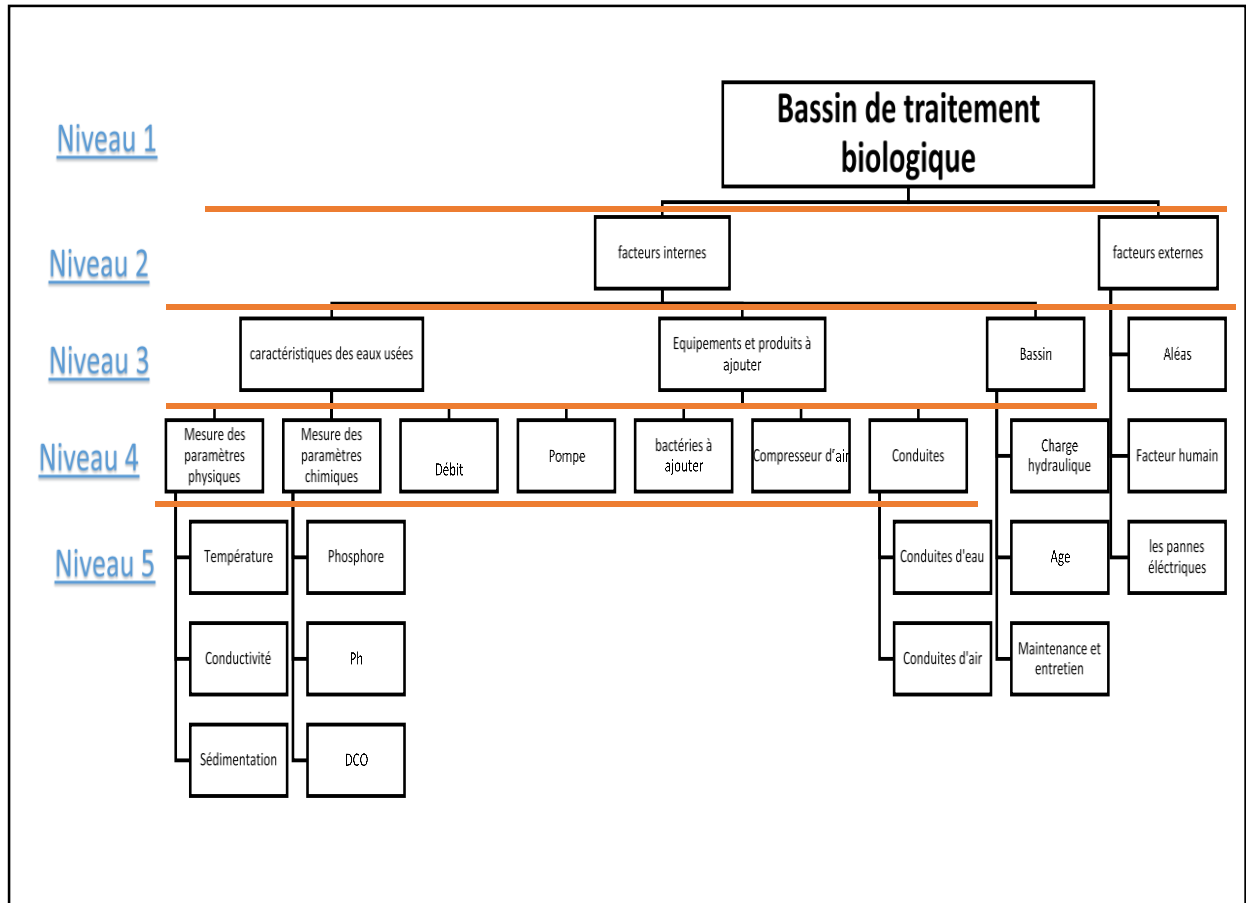 Niveau 1
Bassin de traitement
biologique
Niveau 2
facteurs internes
facteurs externes
Niveau 3
caractéristiques des eaux usées
Equipements et produits à
ajouter
Bassin
Aléas
Niveau 4
Mesure des
paramètres
physiques
Mesure des
paramètres
chimiques
Débit
Pompe
bactéries à
ajouter
Compresseur d'air
Conduites
Charge
hydraulique
Facteur humain
Niveau 5
Température
Phosphore
Conduites d'eau
Age
les pannes
éléctriques
Conductivité
Ph
Conduites d'air
Maintenance et
entretien
Sédimentation
DCO